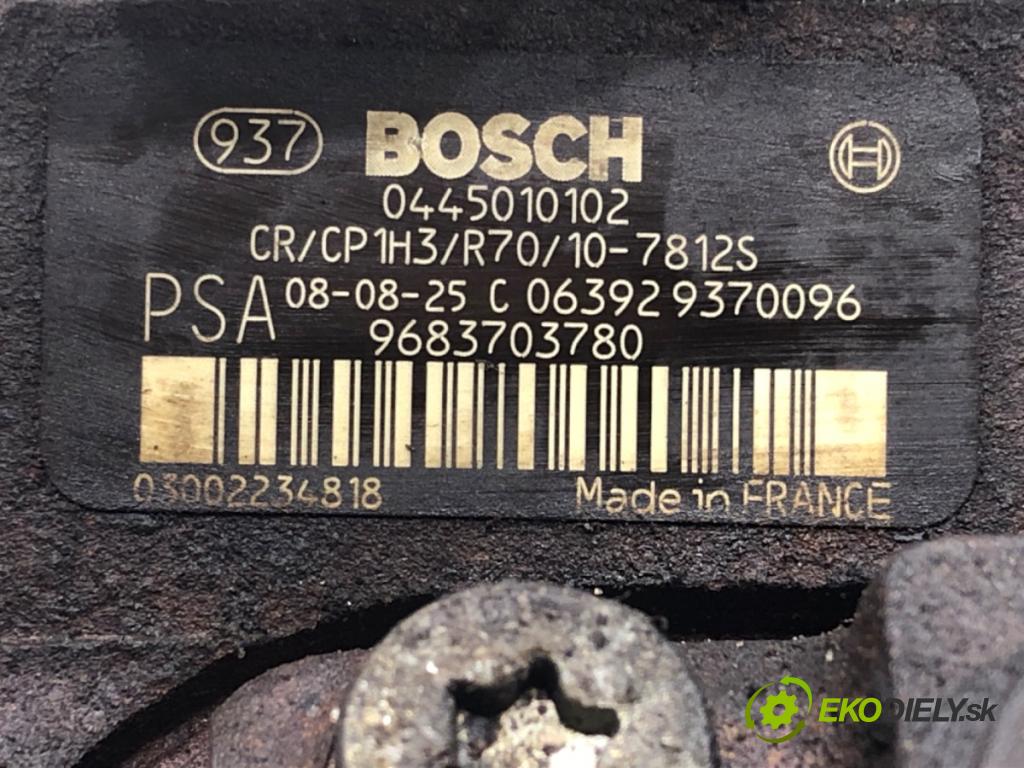 937 BOSCH
0445010102
CR/CP1H3/R70/10-7812S
PSA 08-08-25 C 06392 9370096
9683703780
03002234818 Made in FRANCE
EKODIELY.sk